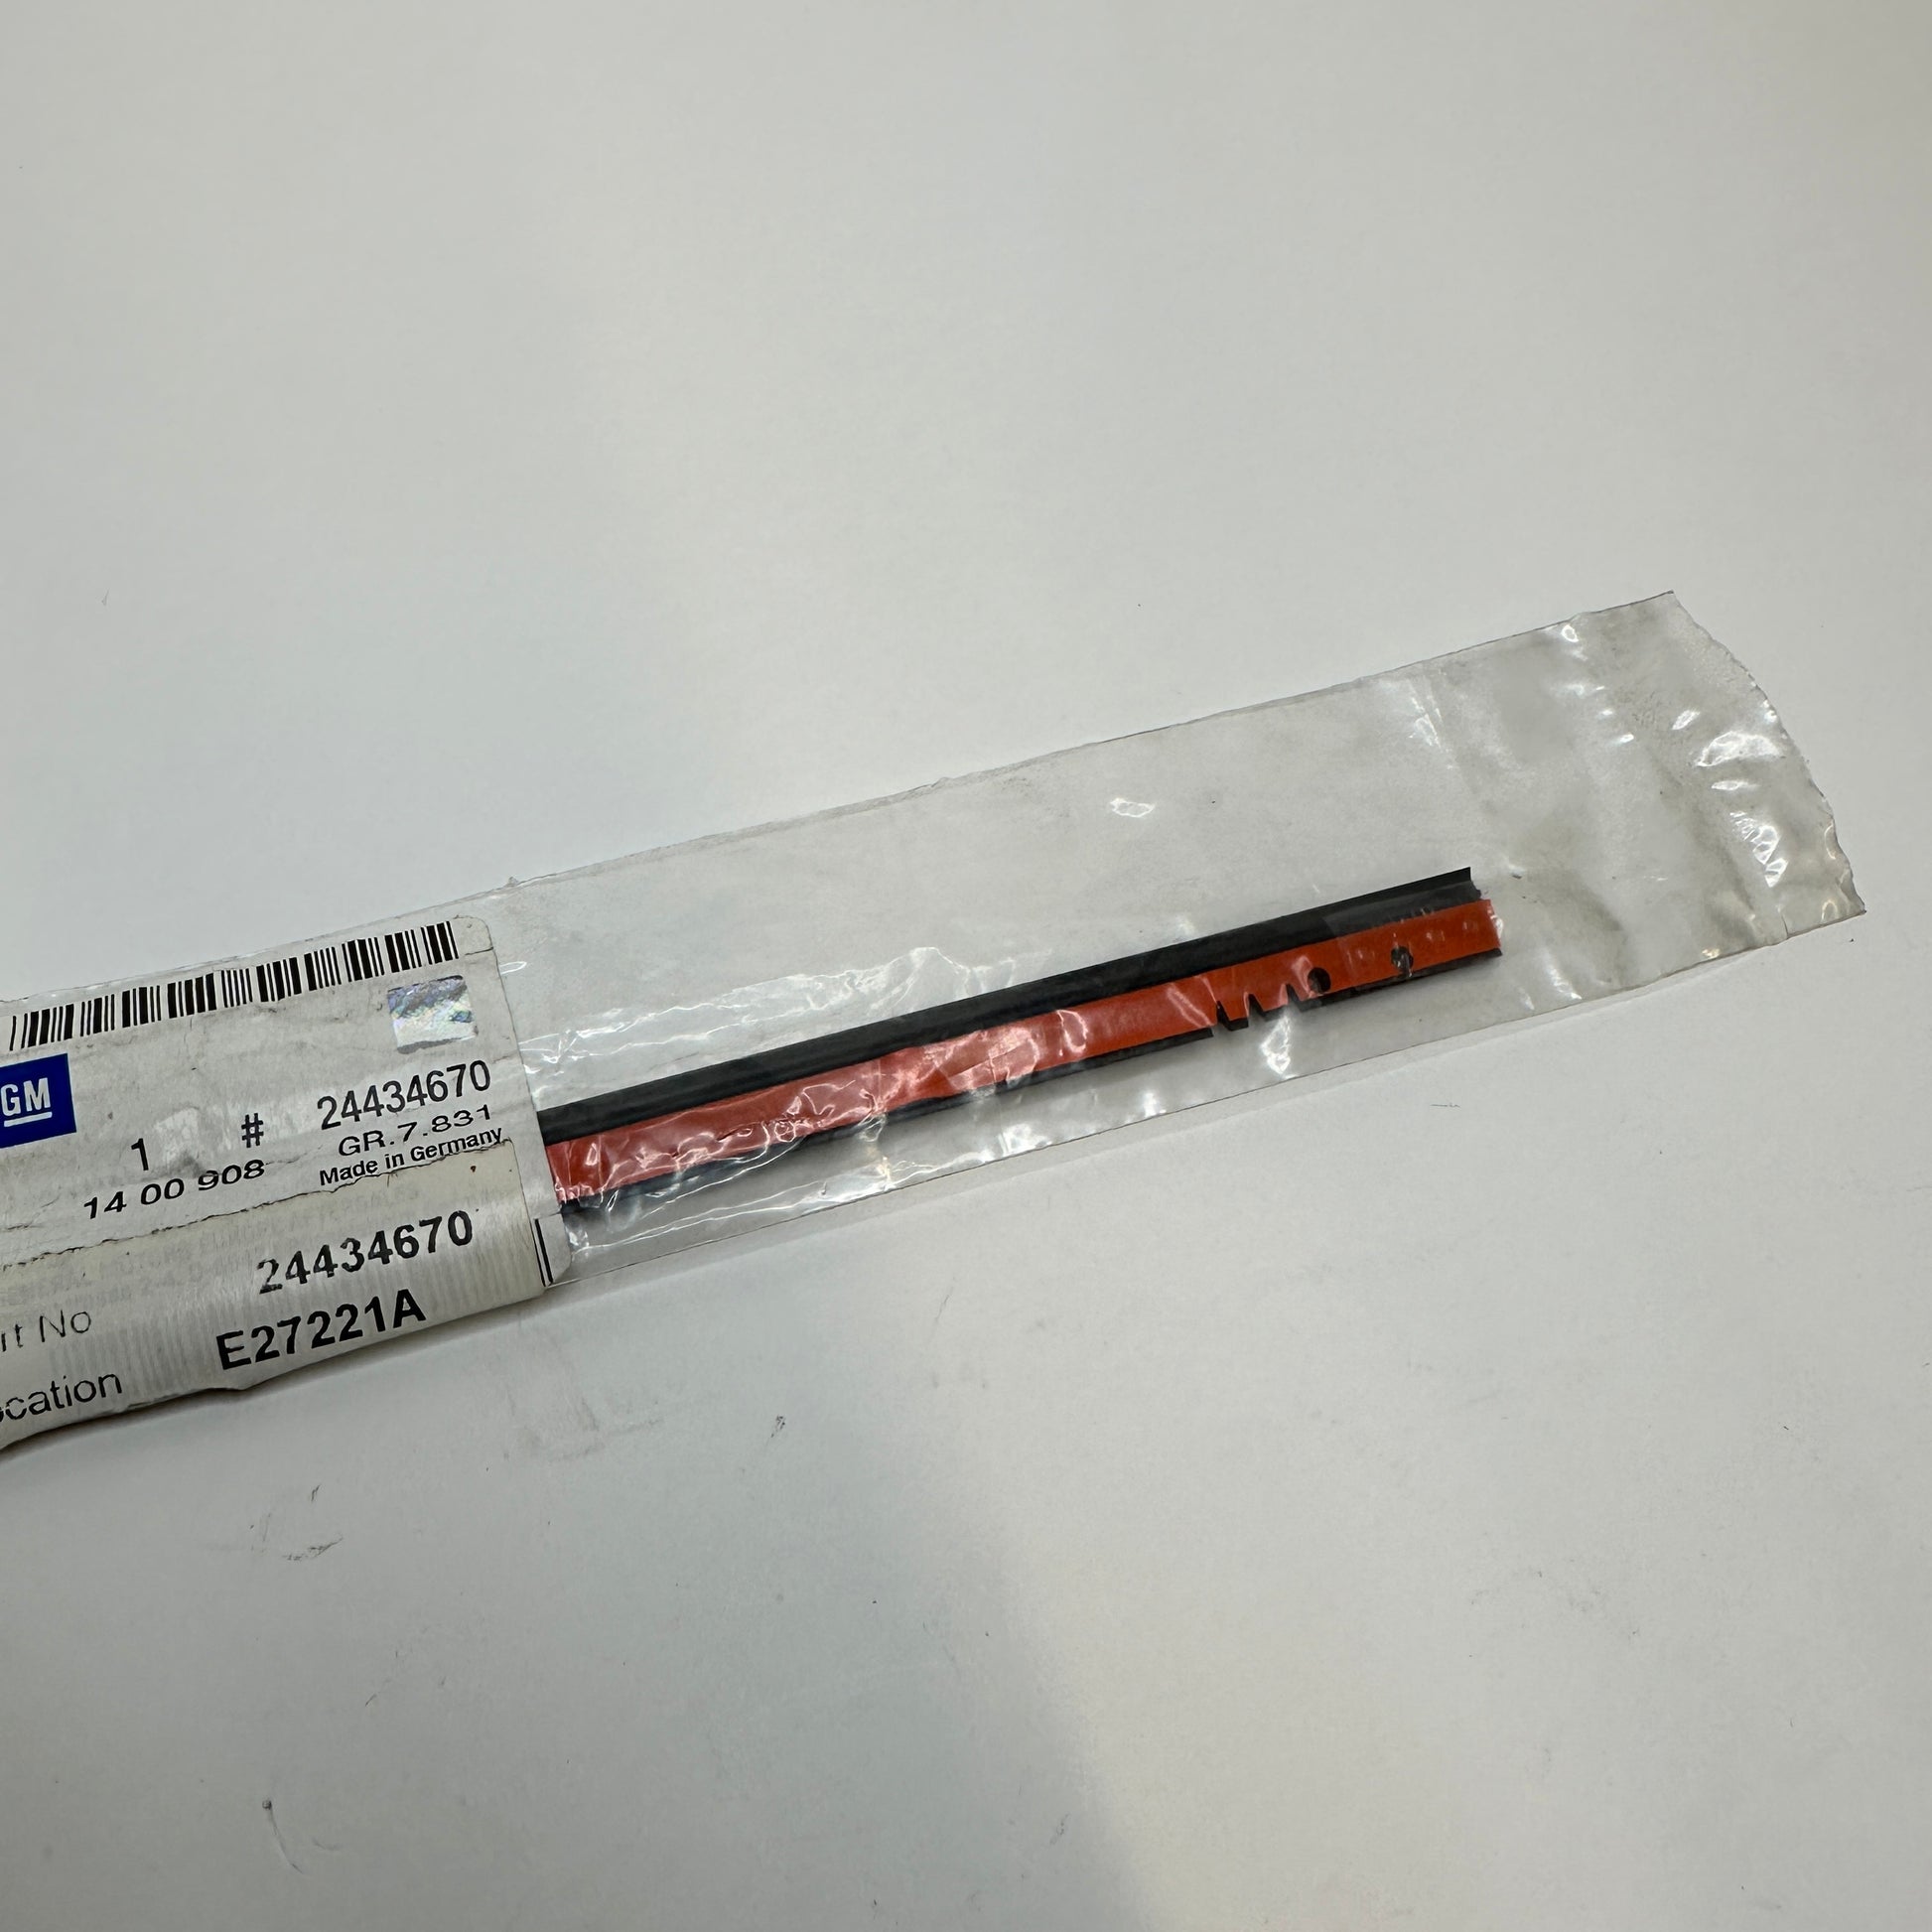 GM
1 # 24434670
GR.7.831
14 00 908 Made in Germany
24434670
rt No
E27221A
ocation